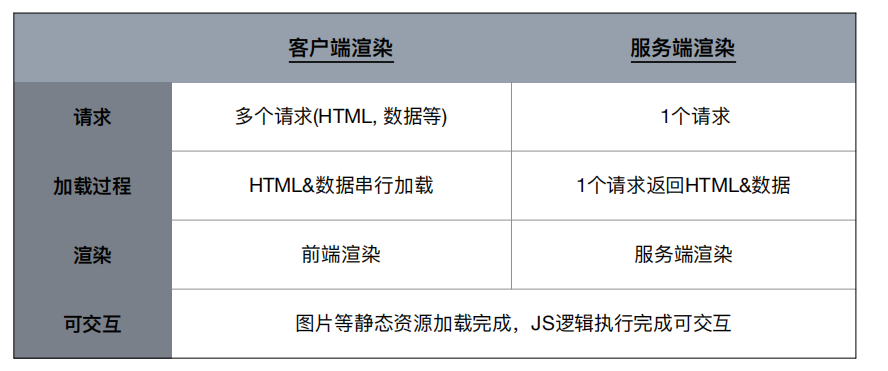 客户端渲染 服务端渲染
请求 多个请求(HTML, 数据等) 1个请求
加载过程 HTML&数据串行加载 1个请求返回HTML&数据
渲染 前端渲染 服务端渲染
可交互 图片等静态资源加载完成，JS逻辑执行完成可交互